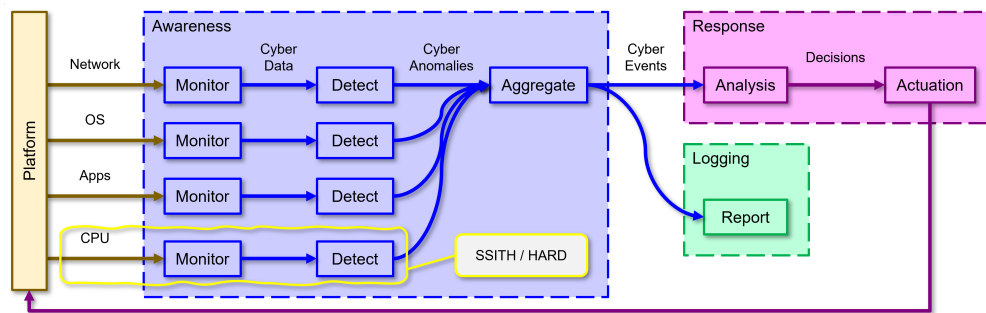 Awareness
Response
Network
Cyber
Data
Cyber
Anomalies
Cyber
Events
Decisions
Monitor
Detect
Aggregate
Analysis
Actuation
OS
Monitor
Detect
Platform
Apps
Monitor
Detect
Logging
Report
CPU
Monitor
Detect
SSITH / HARD